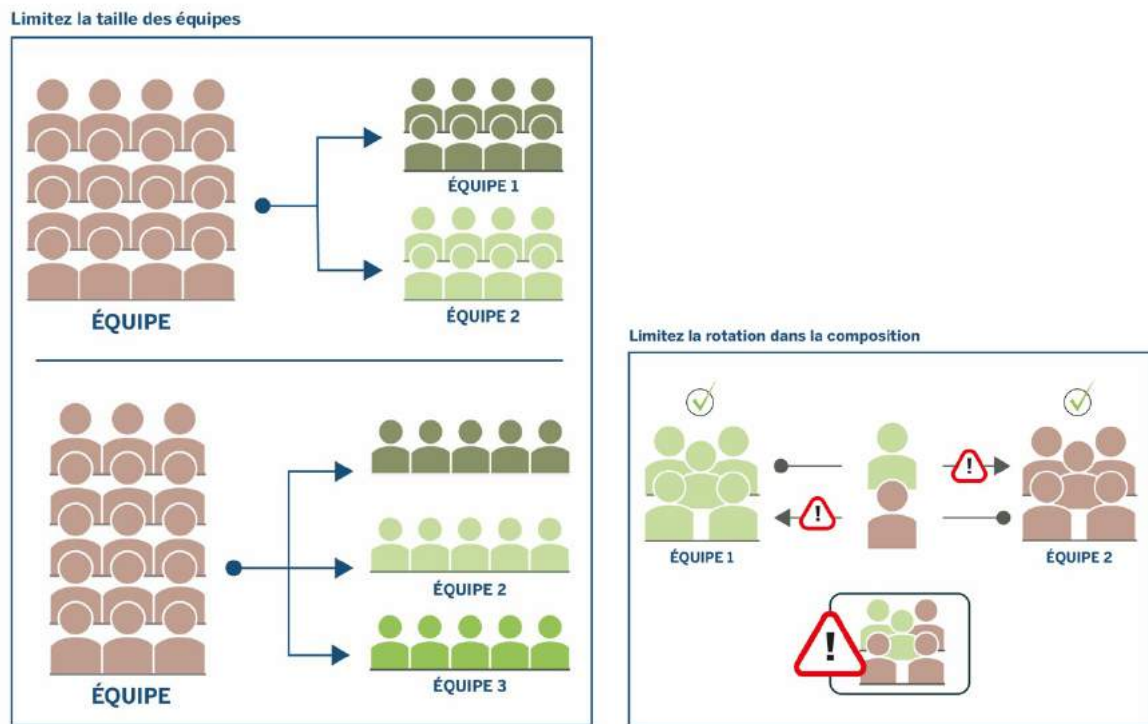 Limitez la taille des équipes
ÉQUIPE 1
ÉQUIPE 2
ÉQUIPE
ÉQUIPE 2
ÉQUIPE 3
ÉQUIPE
Limitez la rotation dans la composition
!
!
ÉQUIPE 1
ÉQUIPE 2
!